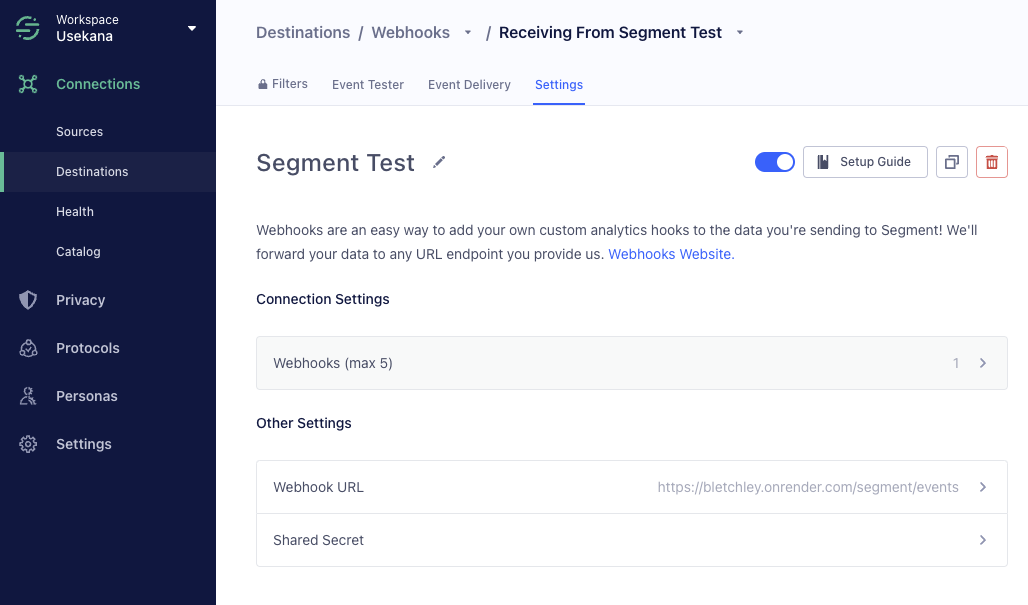 Workspace
Usekana
Connections
Sources
Destinations
Health
Catalog
Privacy
Protocols
Personas
Settings
Destinations / Webhooks / Receiving From Segment Test
Filters Event Tester Event Delivery Settings
Segment Test
Setup Guide
Webhooks are an easy way to add your own custom analytics hooks to the data you're sending to Segment! We'll
forward your data to any URL endpoint you provide us. Webhooks Website.
Connection Settings
Webhooks (max 5) 1
Other Settings
Webhook URL https://bletchley.onrender.com/segment/events
Shared Secret